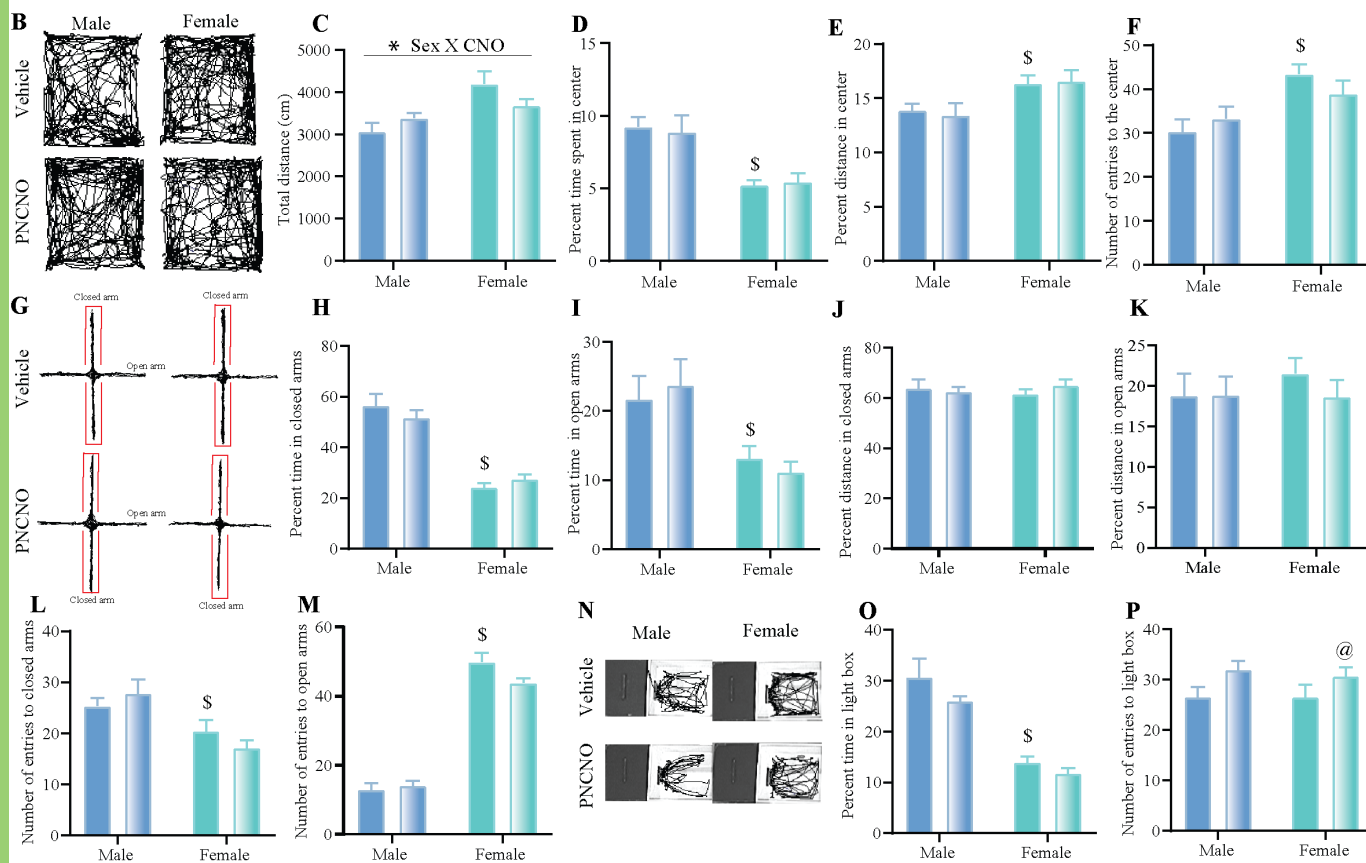 B
Male
Female
Vehicle
PNCNO
C
* Sex X CNO
Total distance (cm)
5000
4000
3000
2000
1000
0
Male
Female
D
Percent time spent in center
15
10
5
0
$
Male
Female
E
Percent distance in center
20
15
10
5
0
$
Male
Female
F
Number of entries to the center
50
40
30
20
10
0
$
Male
Female
G
Closed arm
Closed arm
Vehicle
Open arm
PNCNO
Open arm
Closed arm
Closed arm
H
Percent time in closed arms
80
60
40
20
0
$
Male
Female
I
Percent time in open arms
30
20
10
0
$
Male
Female
J
Percent distance in closed arms
80
60
40
20
0
Male
Female
K
Percent distance in open arms
25
20
15
10
5
0
Male
Female
L
Number of entries to closed arms
40
30
20
10
0
$
Male
Female
M
Number of entries to open arms
60
40
20
0
$
Male
Female
N
Male
Female
Vehicle
PNCNO
O
Percent time in light box
40
30
20
10
0
$
Male
Female
P
Number of entries to light box
40
30
20
10
0
@
Male
Female